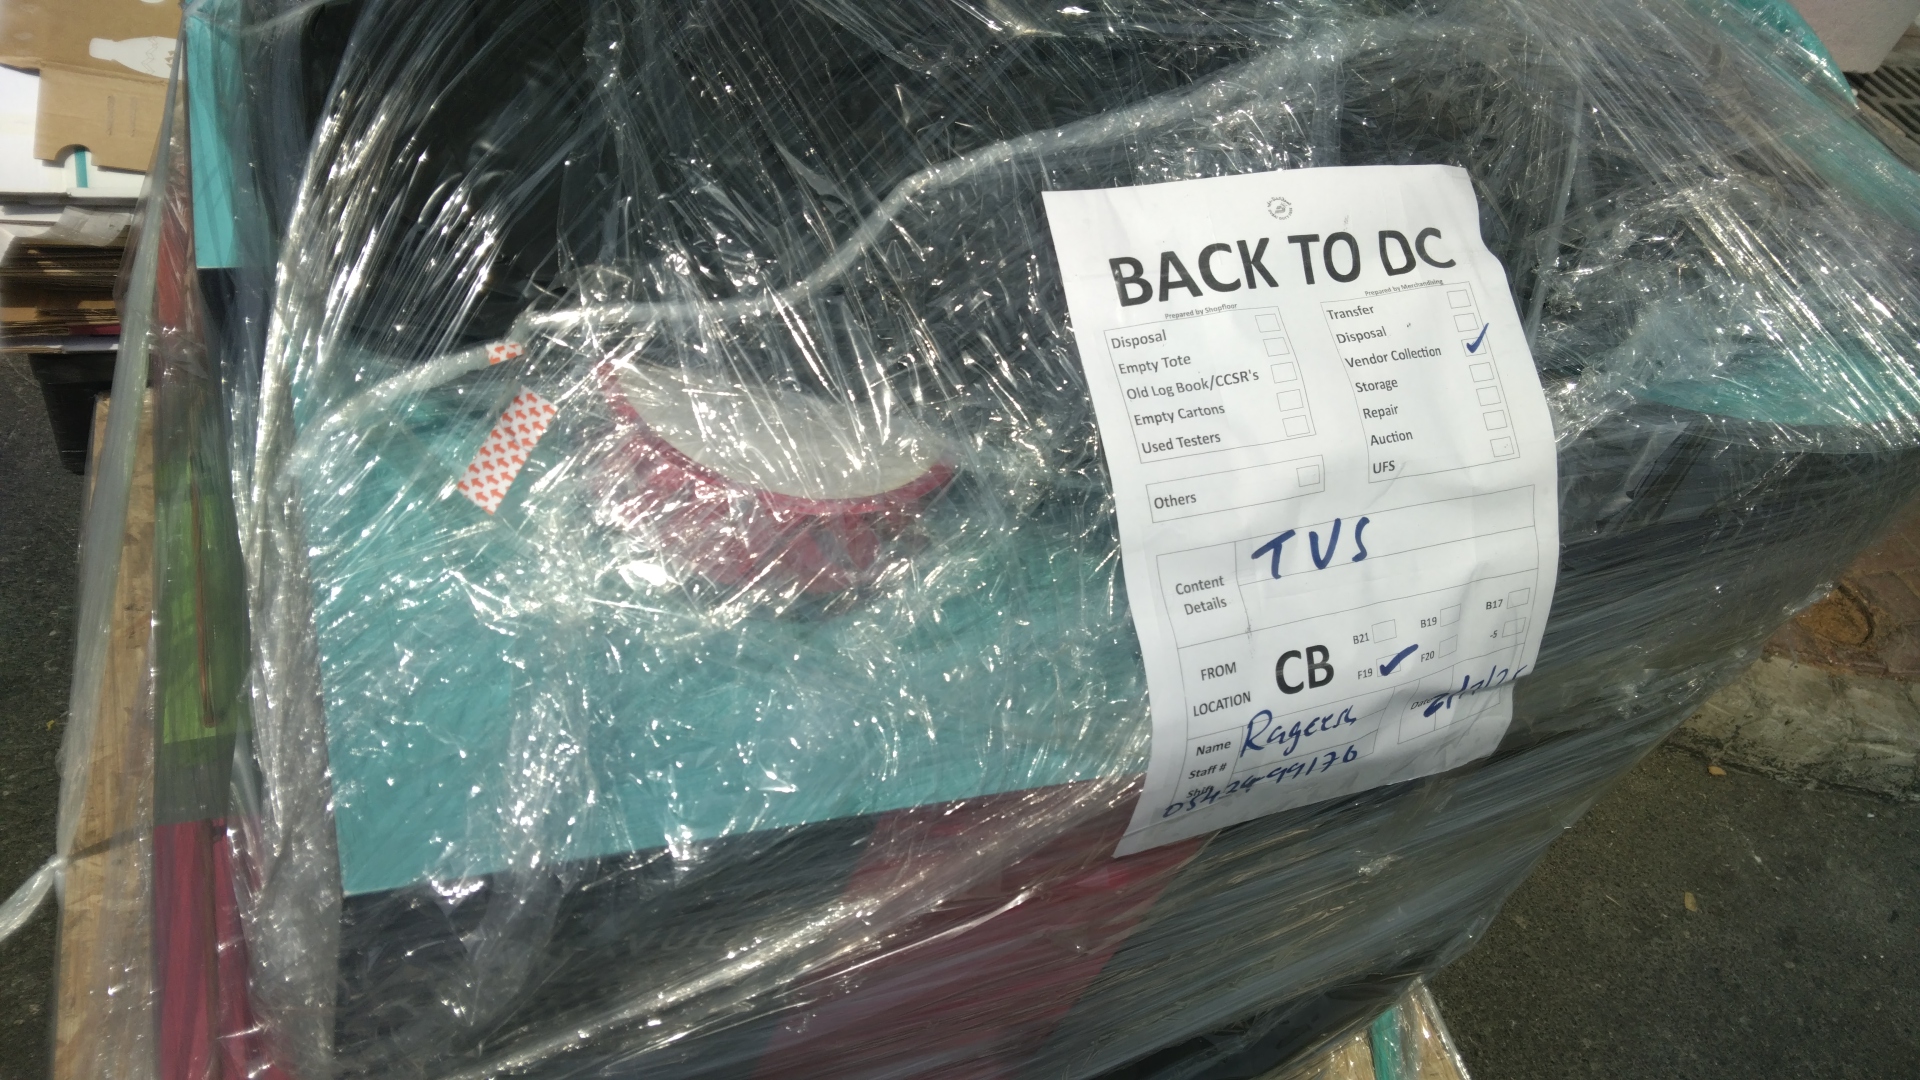 BACK TO DC
Prepared by Shopfloor
Disposal
Empty Tote
Old Log Book/CCSR's
Empty Cartons
Used Testers
Others
Prepared by Merchandising
Transfer
Disposal
Vendor Collection
Storage
Repair
Auction
UFS
Content Details
TVS
FROM LOCATION
CB
B21
B19
B17
F19
F20
-5
Name
Staff #